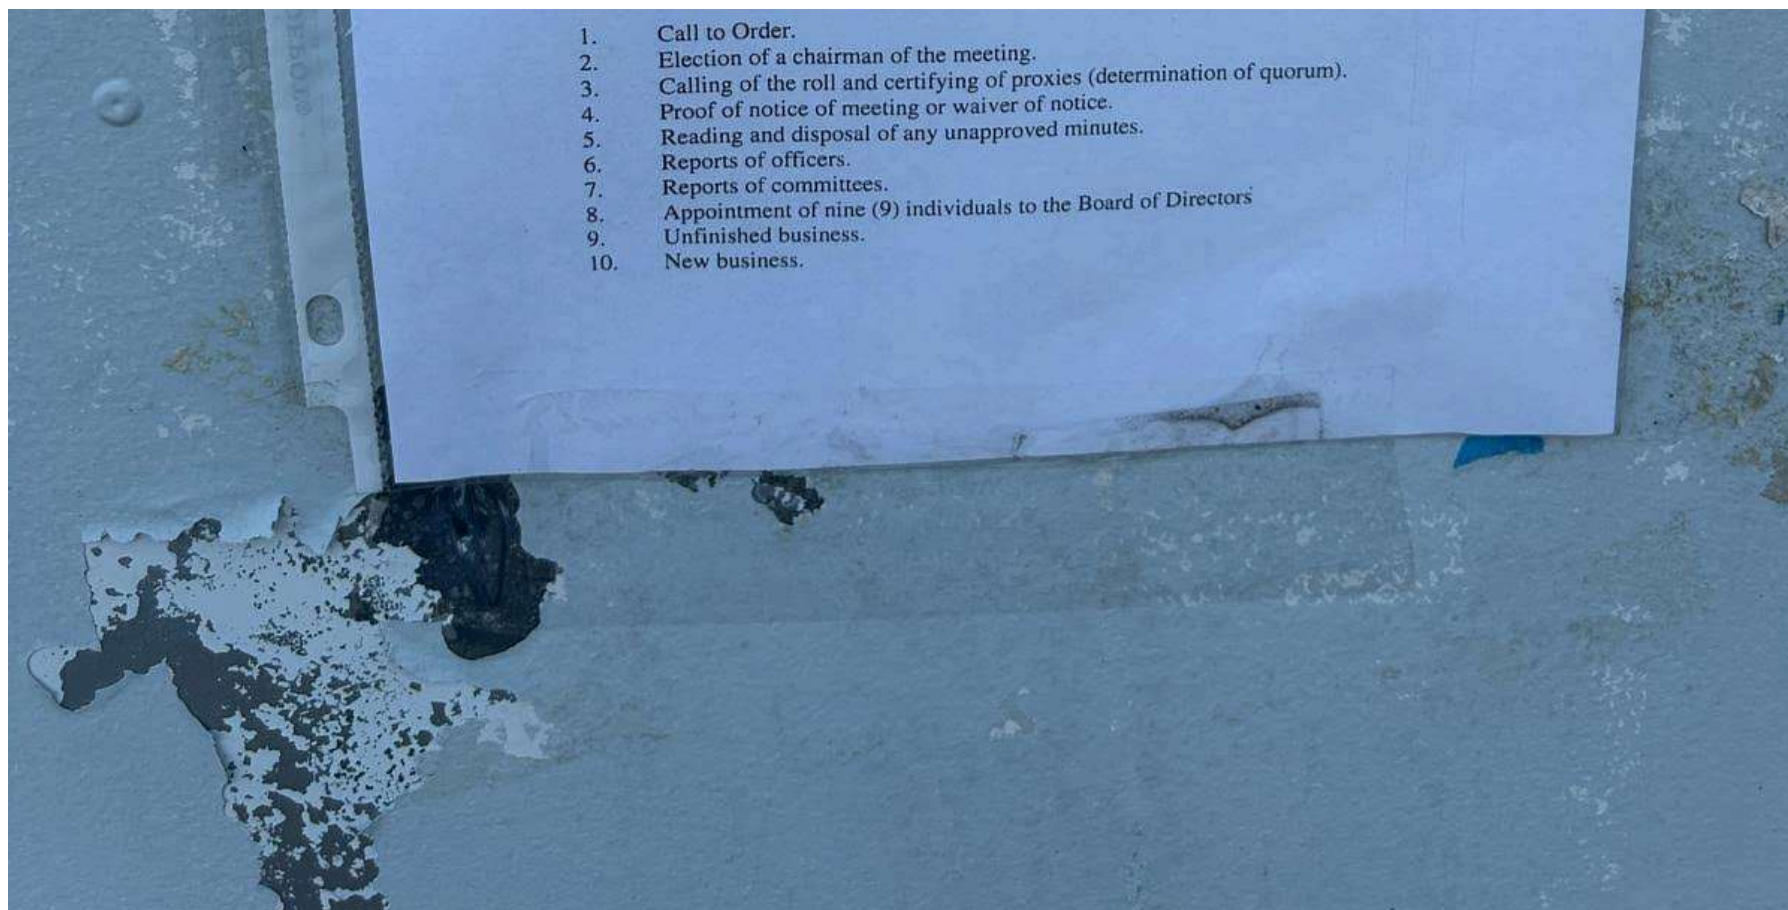 1. Call to Order.
2. Election of a chairman of the meeting.
3. Calling of the roll and certifying of proxies (determination of quorum).
4. Proof of notice of meeting or waiver of notice.
5. Reading and disposal of any unapproved minutes.
6. Reports of officers.
7. Reports of committees.
8. Appointment of nine (9) individuals to the Board of Directors
9. Unfinished business.
10. New business.